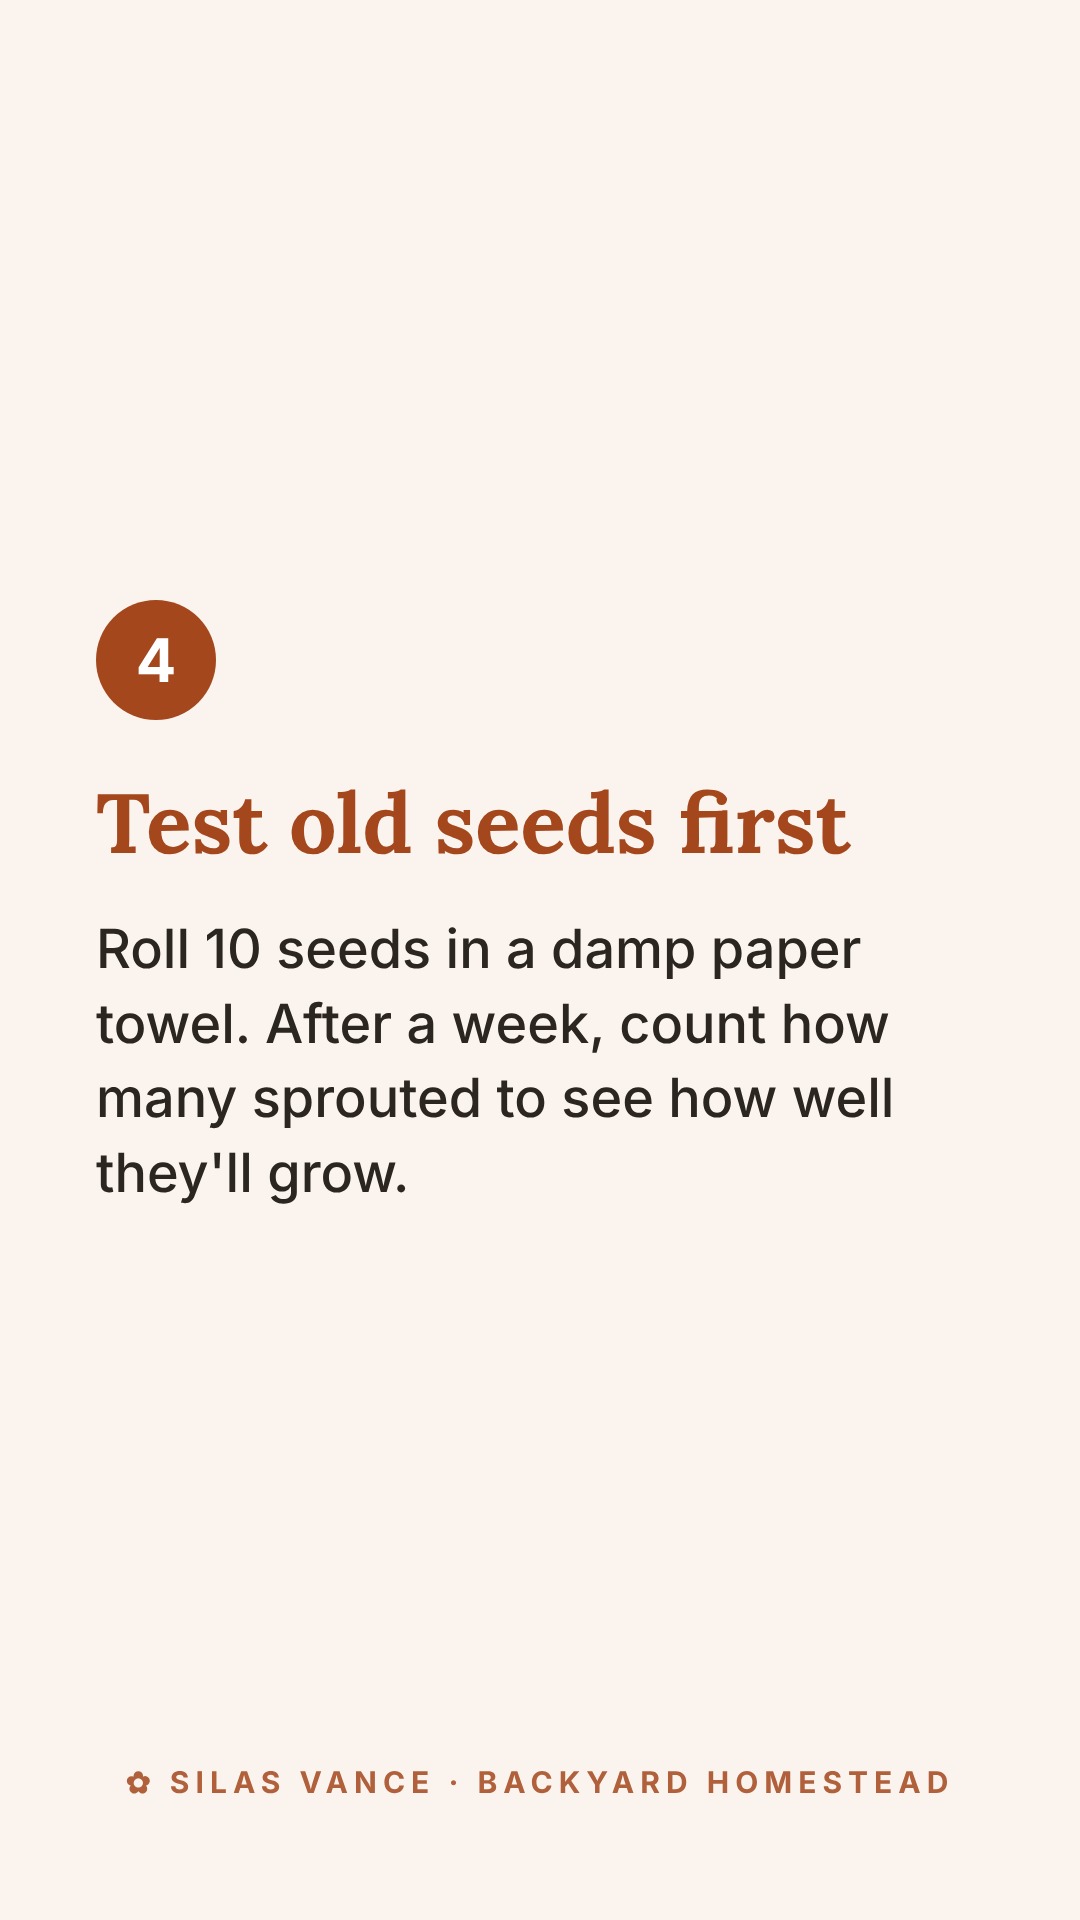 4
Test old seeds first
Roll 10 seeds in a damp paper
towel. After a week, count how
many sprouted to see how well
they'll grow.
✿ SILAS VANCE · BACKYARD HOMESTEAD